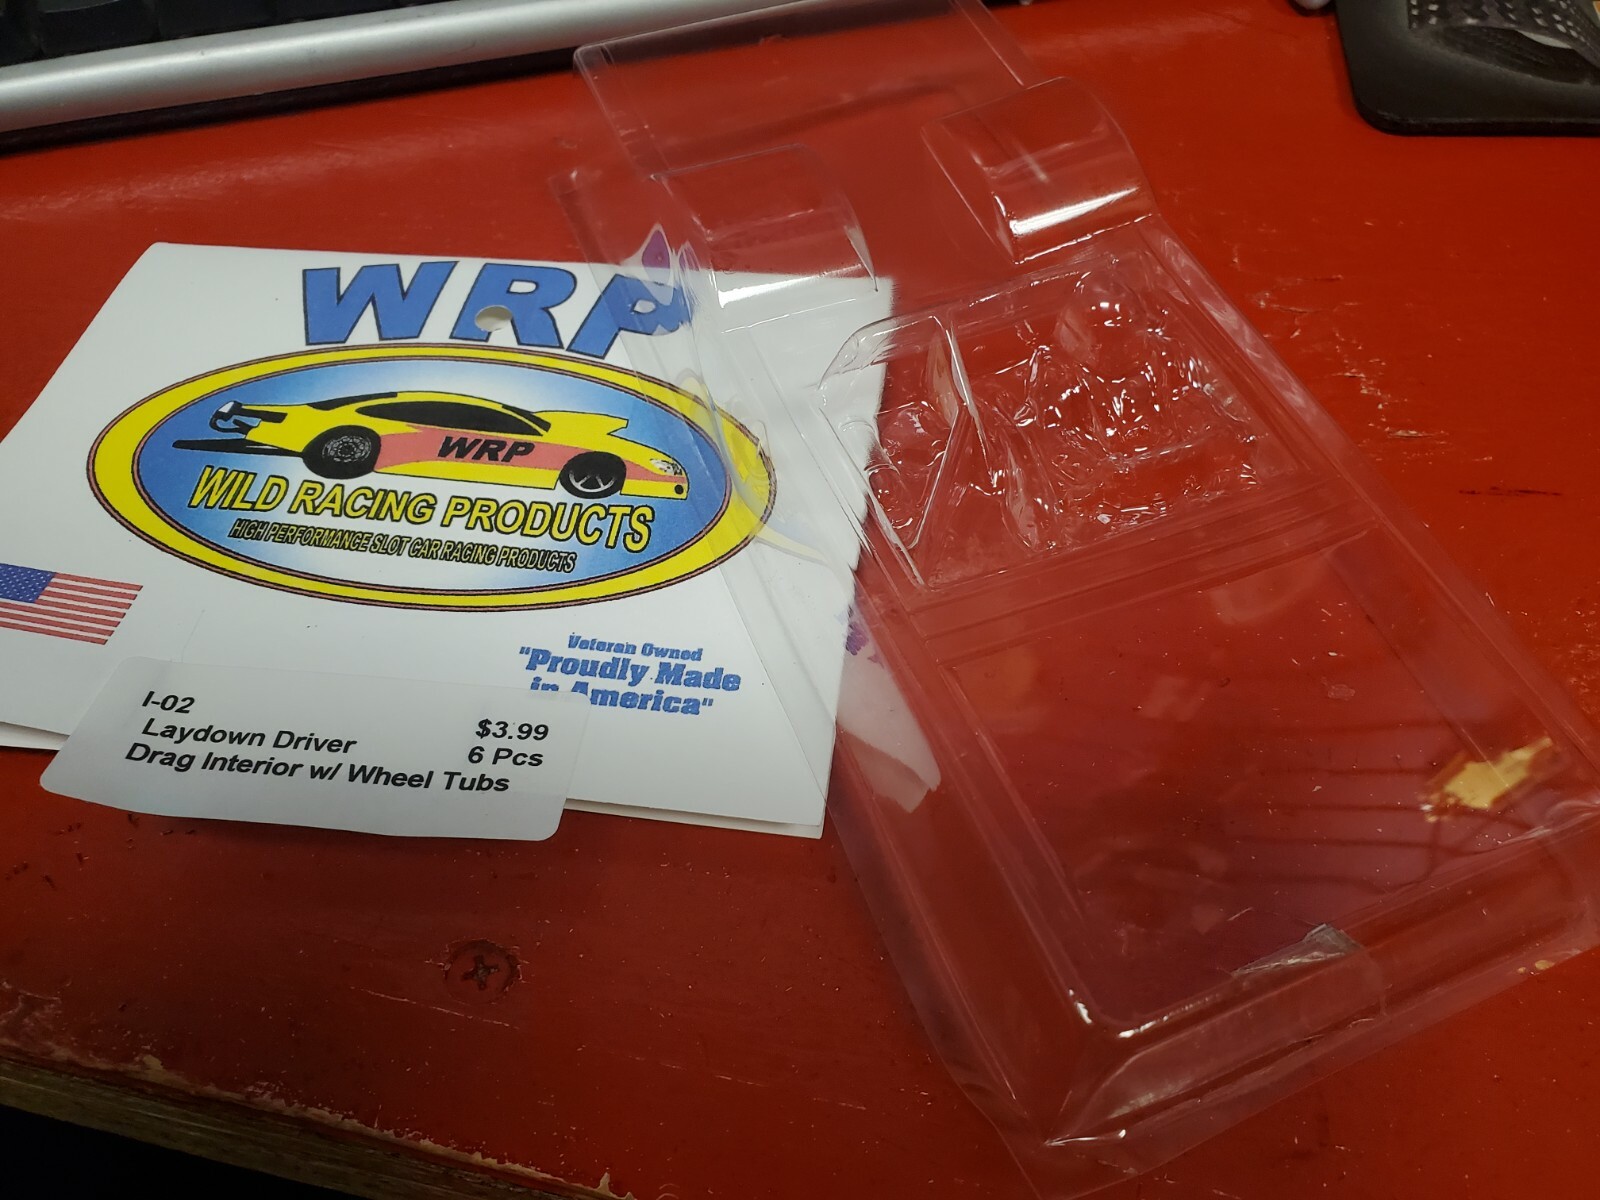 WRP
WRP
WILD RACING PRODUCTS
HIGH PERFORMANCE SLOT CAR RACING PRODUCTS
Veteran Owned
"Proudly Made
in America"
I-02
$3.99
Laydown Driver
6 Pcs
Drag Interior w/ Wheel Tubs